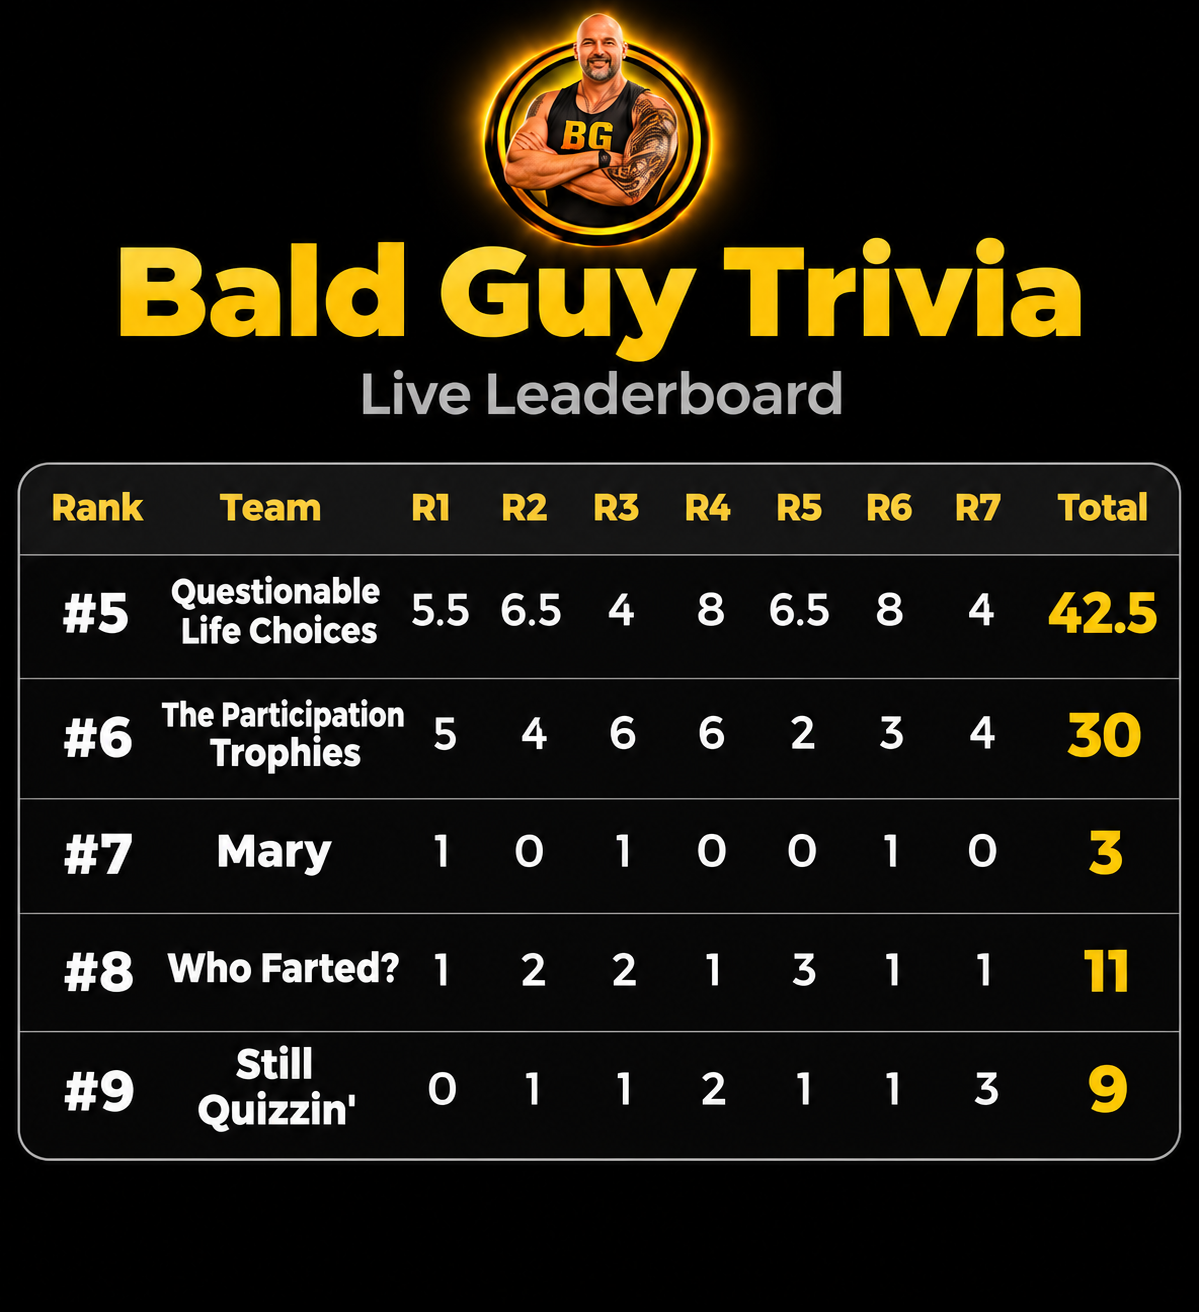 BG
Bald Guy Trivia
Live Leaderboard
Rank Team R1 R2 R3 R4 R5 R6 R7 Total
#5 Questionable Life Choices 5.5 6.5 4 8 6.5 8 4 42.5
#6 The Participation Trophies 5 4 6 6 2 3 4 30
#7 Mary 1 0 1 0 0 1 0 3
#8 Who Farted? 1 2 2 1 3 1 1 11
#9 Still Quizzin' 0 1 1 2 1 1 3 9